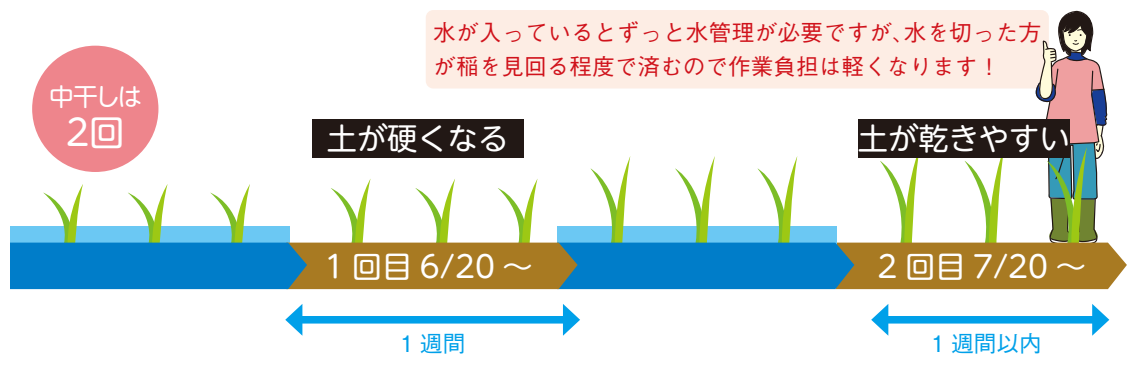 水が入っているとずっと水管理が必要ですが、水を切った方
が稲を見回る程度で済むので作業負担は軽くなります！
中干しは
2回
土が硬くなる
土が乾きやすい
1回目 6/20 〜
2回目 7/20 〜
1 週間
1 週間以内